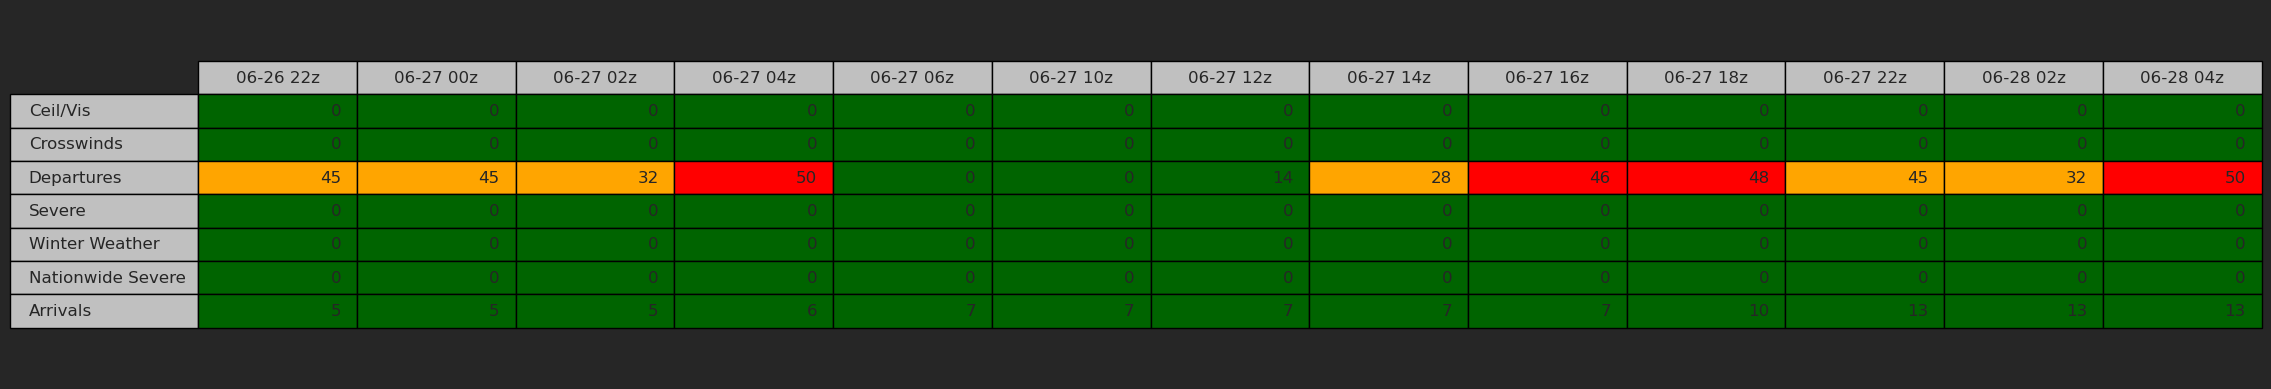 06-26 22z 06-27 00z 06-27 02z 06-27 04z 06-27 06z 06-27 10z 06-27 12z 06-27 14z 06-27 16z 06-27 18z 06-27 22z 06-28 02z 06-28 04z
Ceil/Vis 0 0 0 0 0 0 0 0 0 0 0 0 0
Crosswinds 0 0 0 0 0 0 0 0 0 0 0 0 0
Departures 45 45 32 50 0 0 14 28 46 48 45 32 50
Severe 0 0 0 0 0 0 0 0 0 0 0 0 0
Winter Weather 0 0 0 0 0 0 0 0 0 0 0 0 0
Nationwide Severe 0 0 0 0 0 0 0 0 0 0 0 0 0
Arrivals 5 5 5 6 7 7 7 7 7 10 13 13 13